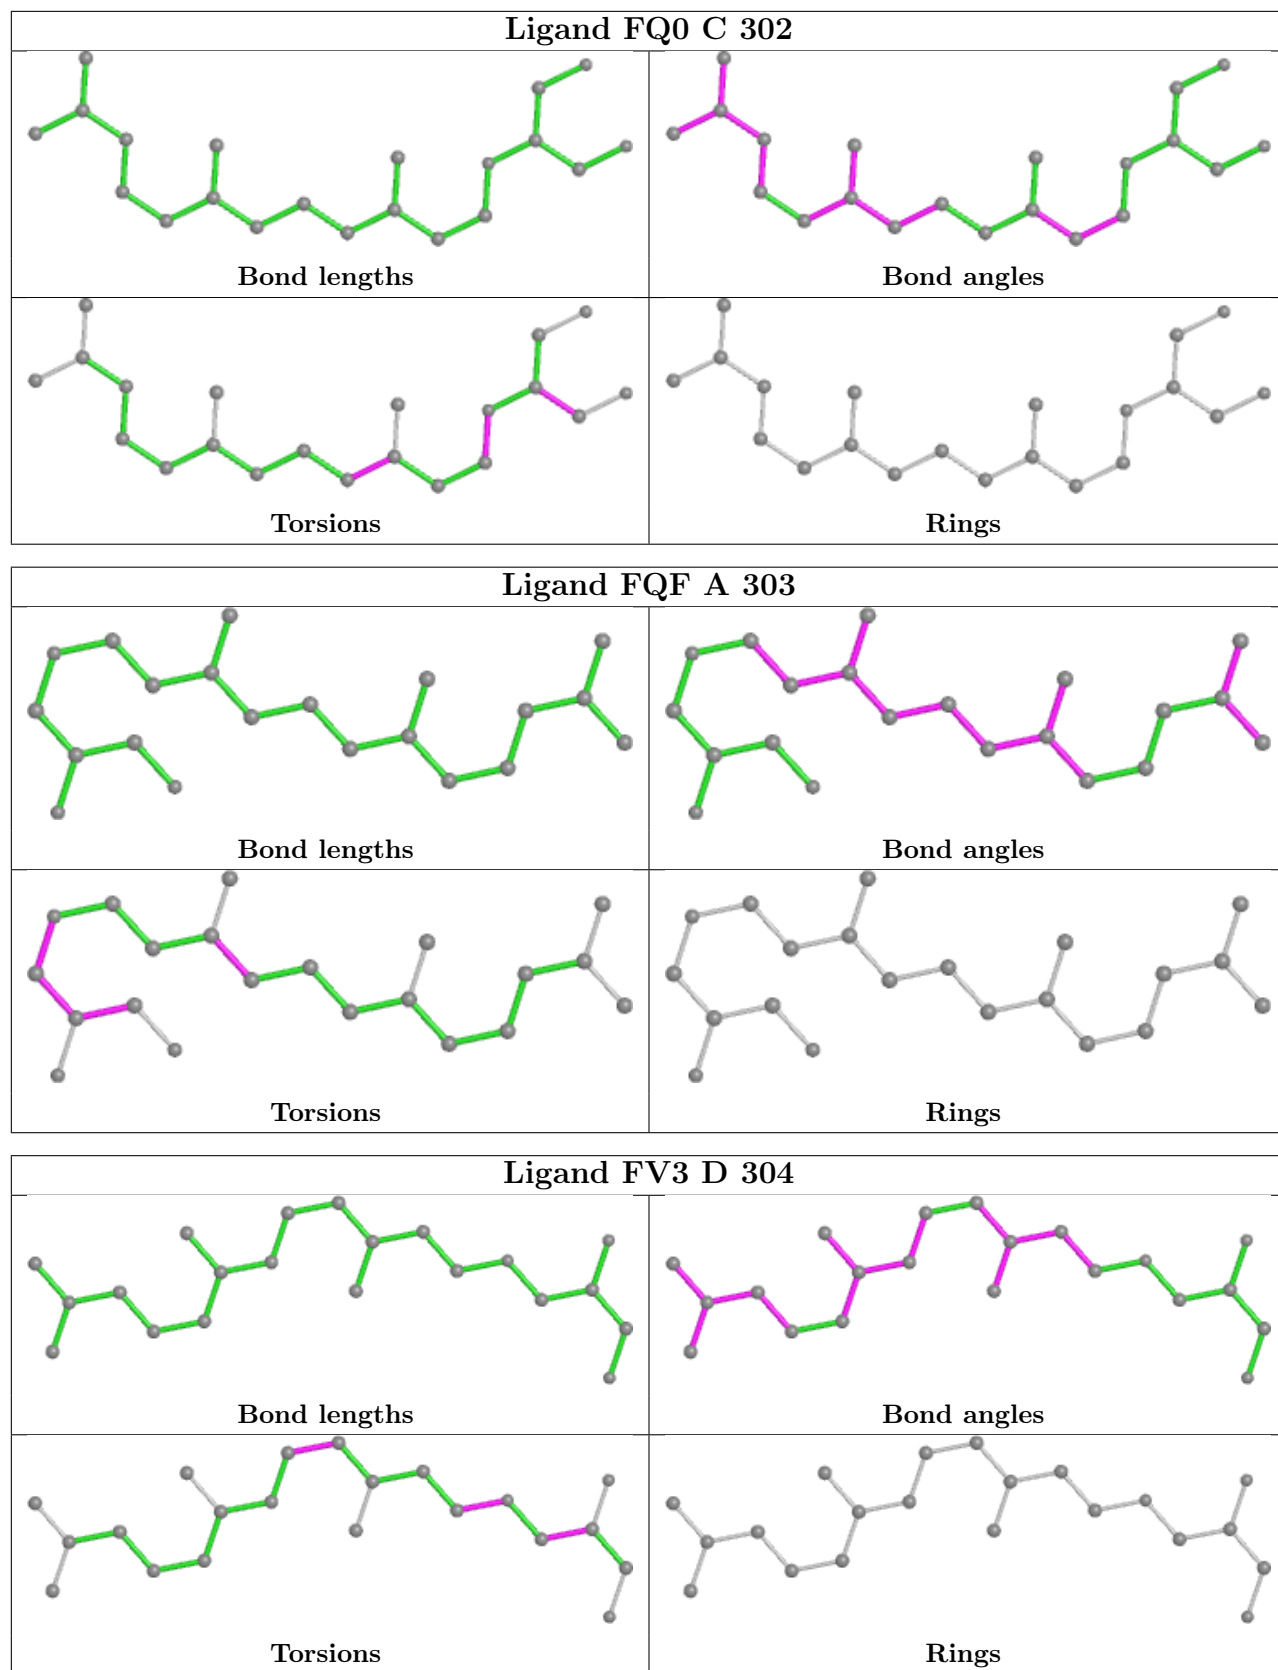 Ligand FQ0 C 302
Bond lengths
Bond angles
Torsions
Rings
Ligand FQF A 303
Bond lengths
Bond angles
Torsions
Rings
Ligand FV3 D 304
Bond lengths
Bond angles
Torsions
Rings